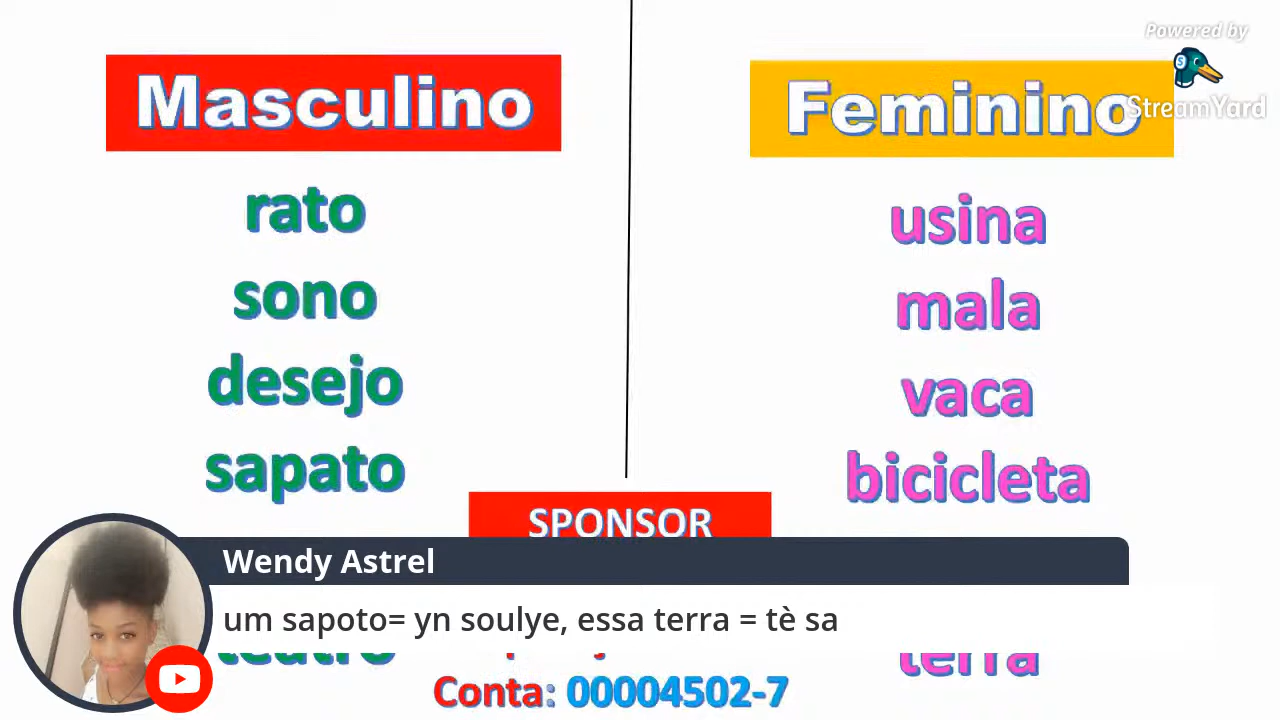 Powered by
StreamYard
Masculino
Feminino
rato
usina
sono
mala
desejo
vaca
sapato
bicicleta
SPONSOR
Wendy Astrel
um sapoto= yn soulye, essa terra = tè sa
teatro
terra
Conta: 00004502-7